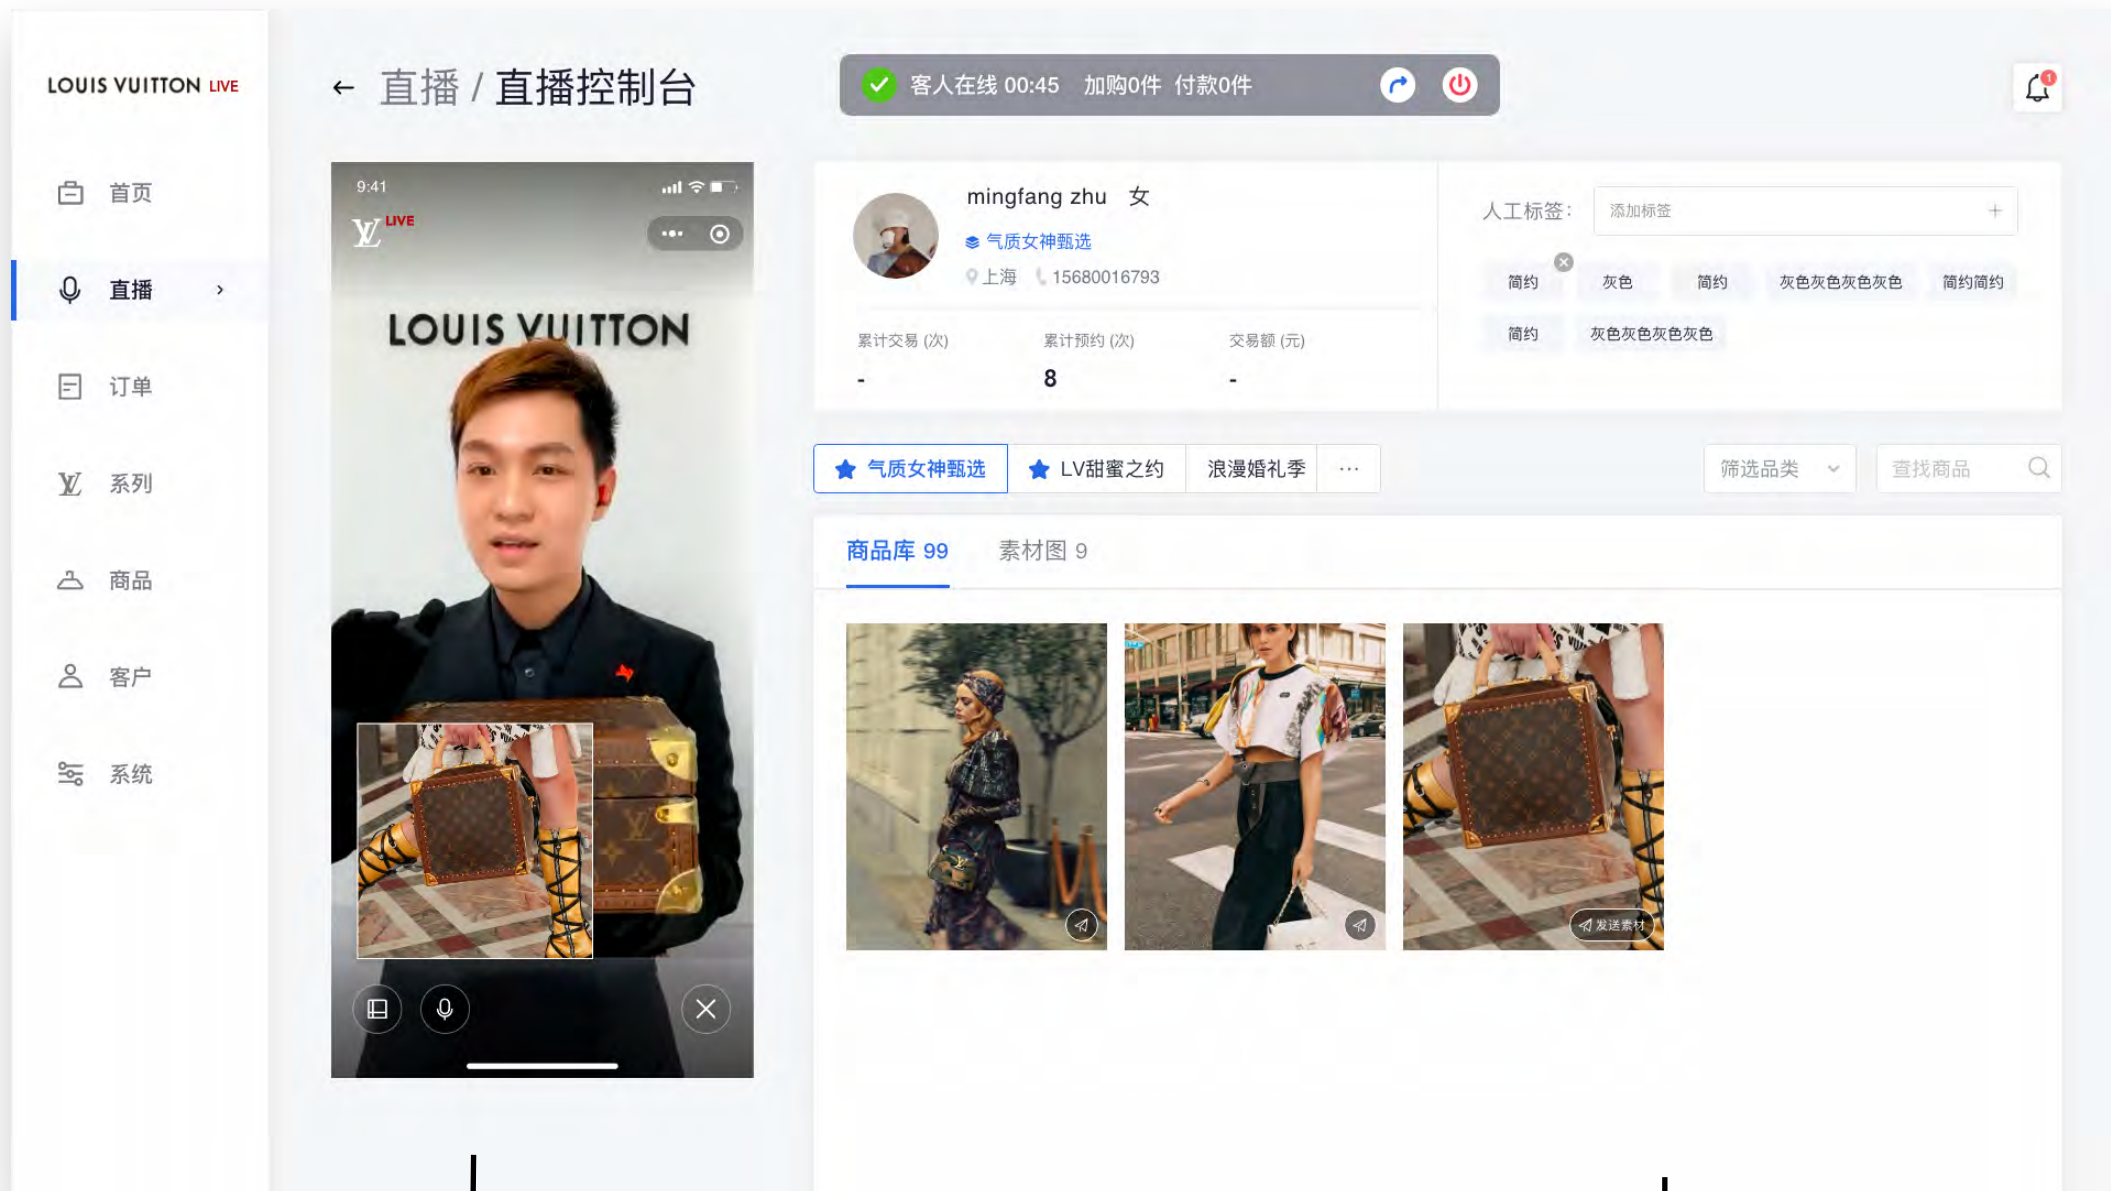 LOUIS VUITTON LIVE
首页
直播
订单
系列
商品
客户
系统
直播 / 直播控制台
客人在线 00:45 加购0件 付款0件
1
9:41
LIVE
LOUIS VUITTON
mingfang zhu 女
气质女神甄选
上海 15680016793
累计交易 (次) 累计预约 (次) 交易额 (元)
- 8 -
人工标签: 添加标签
简约 灰色 简约 灰色灰色灰色灰色 简约简约
简约 灰色灰色灰色灰色
气质女神甄选 LV甜蜜之约 浪漫婚礼季 ···
筛选品类 查找商品
商品库 99 素材图 9
发送素材